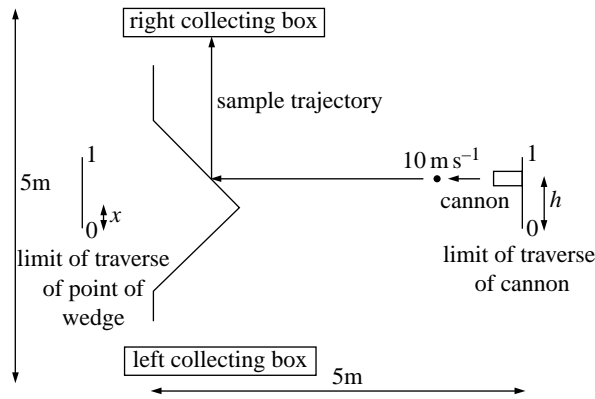 right collecting box
sample trajectory
1
5m
x
0
limit of traverse
of point of
wedge
10 m s⁻¹
cannon
1
h
0
limit of traverse
of cannon
left collecting box
5m